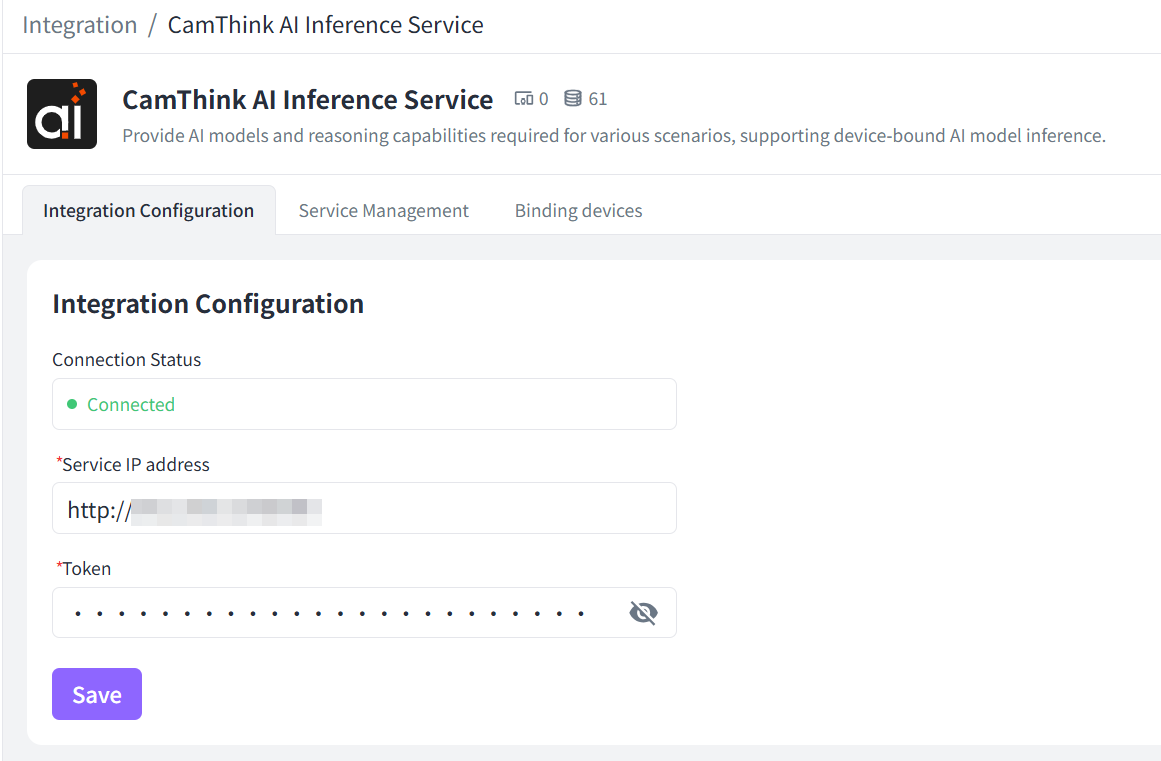 Integration / CamThink AI Inference Service
ai
CamThink AI Inference Service 0 61
Provide AI models and reasoning capabilities required for various scenarios, supporting device-bound AI model inference.
Integration Configuration Service Management Binding devices
Integration Configuration
Connection Status
Connected
*Service IP address
http://
*Token
Save